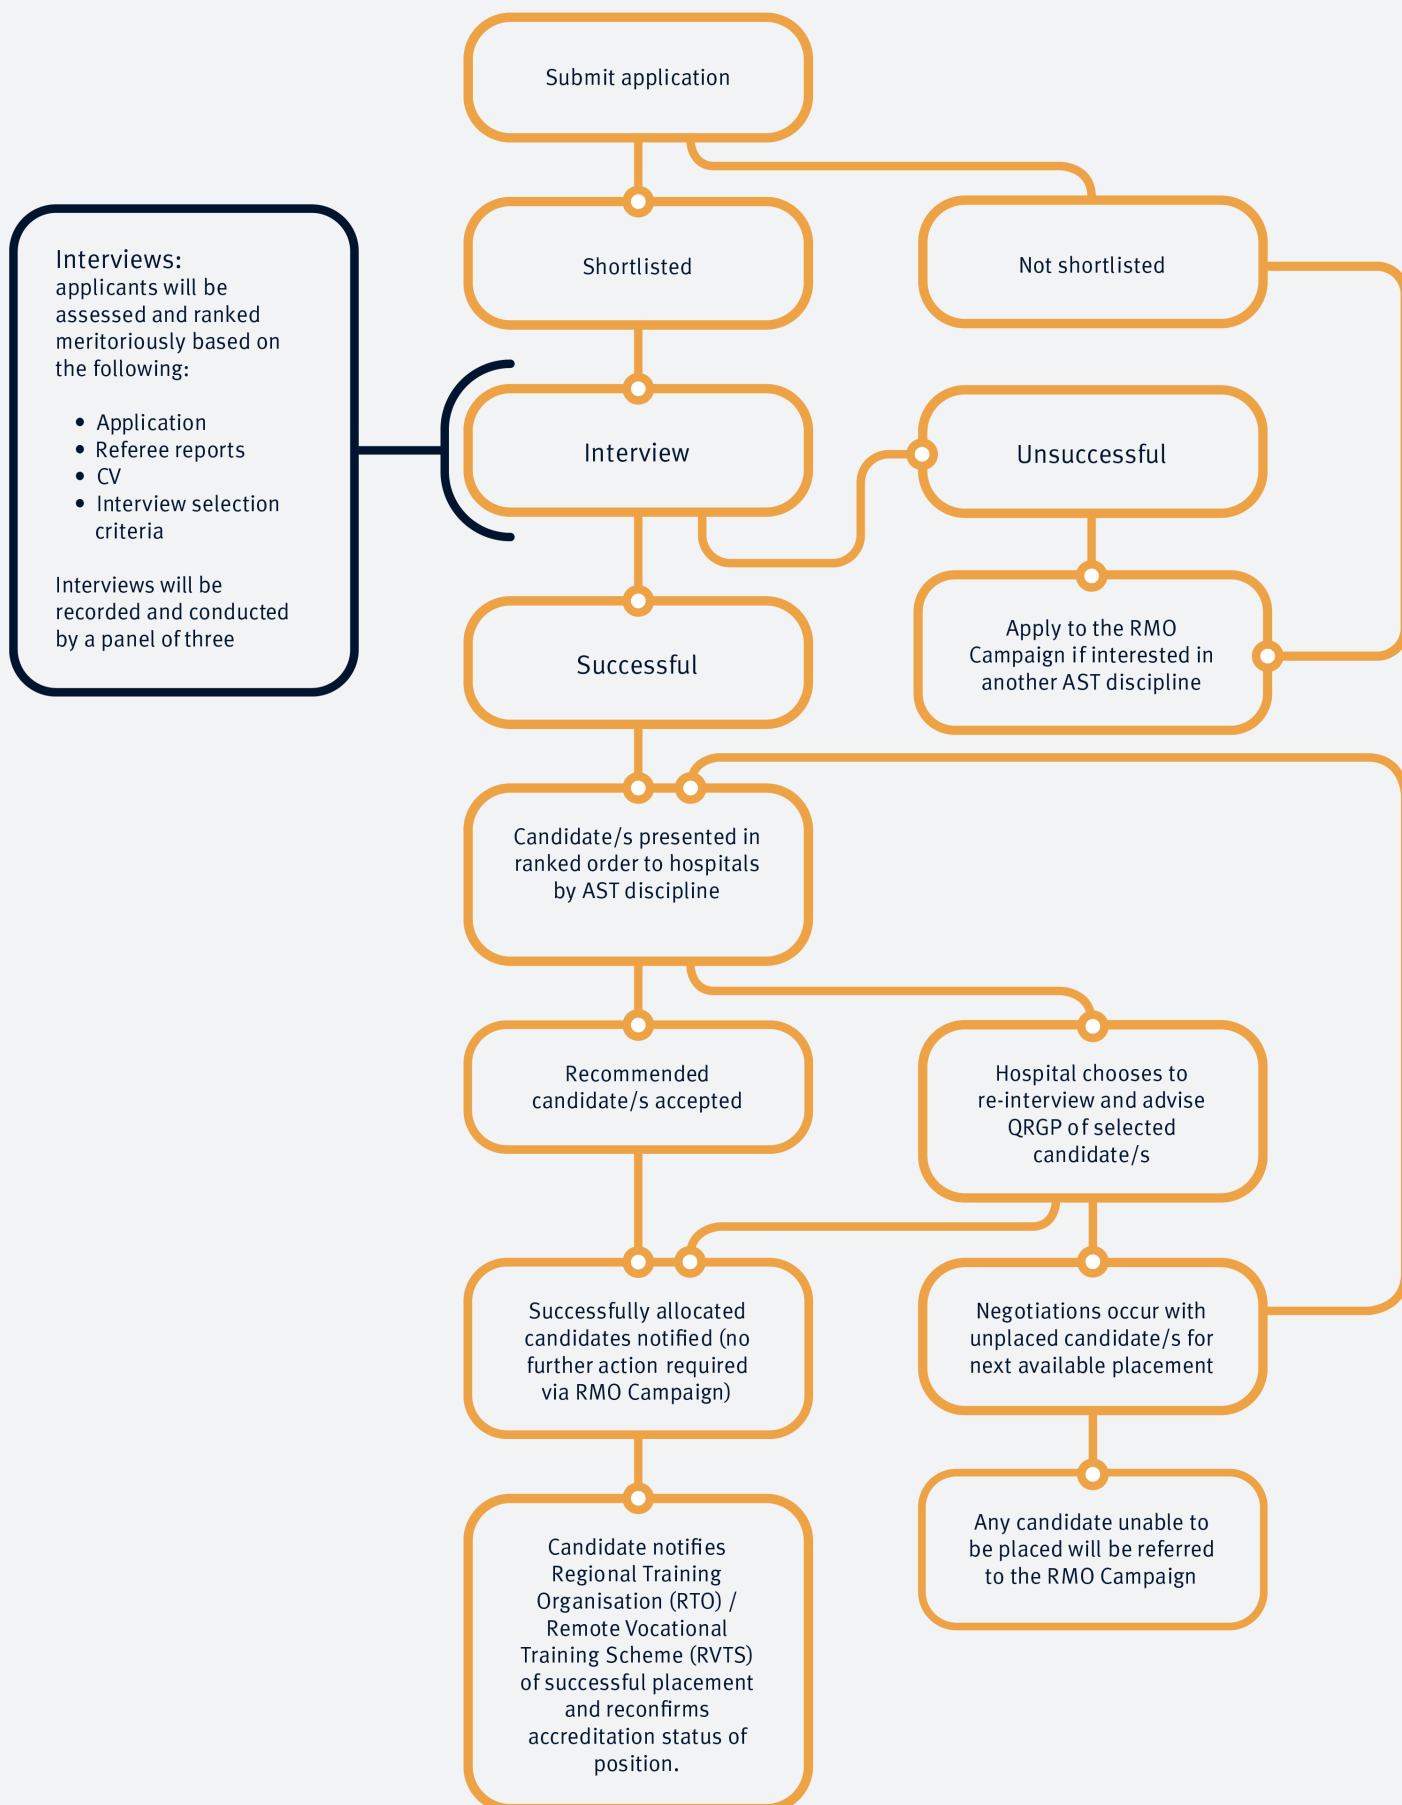 Submit application
Shortlisted
Not shortlisted
Interviews:
applicants will be
assessed and ranked
meritoriously based on
the following:
• Application
• Referee reports
• CV
• Interview selection
criteria
Interviews will be
recorded and conducted
by a panel of three
Interview
Unsuccessful
Apply to the RMO
Campaign if interested in
another AST discipline
Successful
Candidate/s presented in
ranked order to hospitals
by AST discipline
Recommended
candidate/s accepted
Hospital chooses to
re-interview and advise
QRGP of selected
candidate/s
Successfully allocated
candidates notified (no
further action required
via RMO Campaign)
Negotiations occur with
unplaced candidate/s for
next available placement
Candidate notifies
Regional Training
Organisation (RTO) /
Remote Vocational
Training Scheme (RVTS)
of successful placement
and reconfirms
accreditation status of
position.
Any candidate unable to
be placed will be referred
to the RMO Campaign